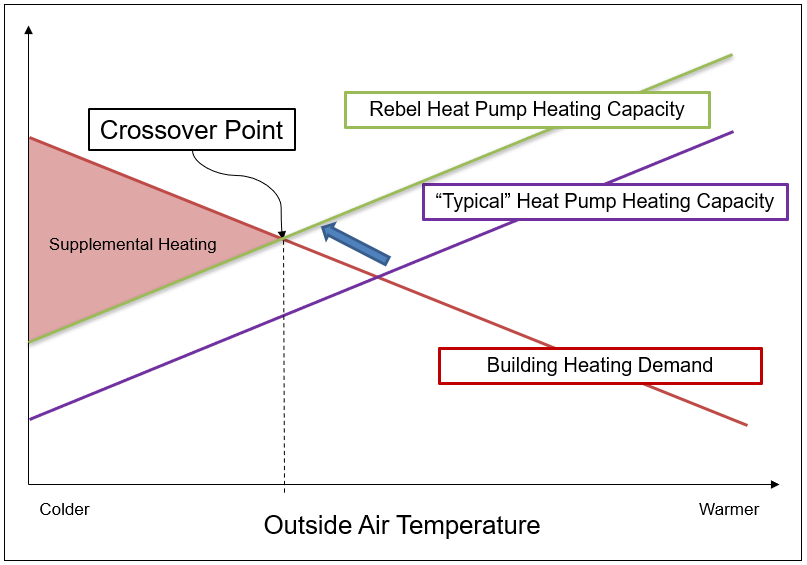 Rebel Heat Pump Heating Capacity
Crossover Point
“Typical” Heat Pump Heating Capacity
Supplemental Heating
Building Heating Demand
Colder
Warmer
Outside Air Temperature